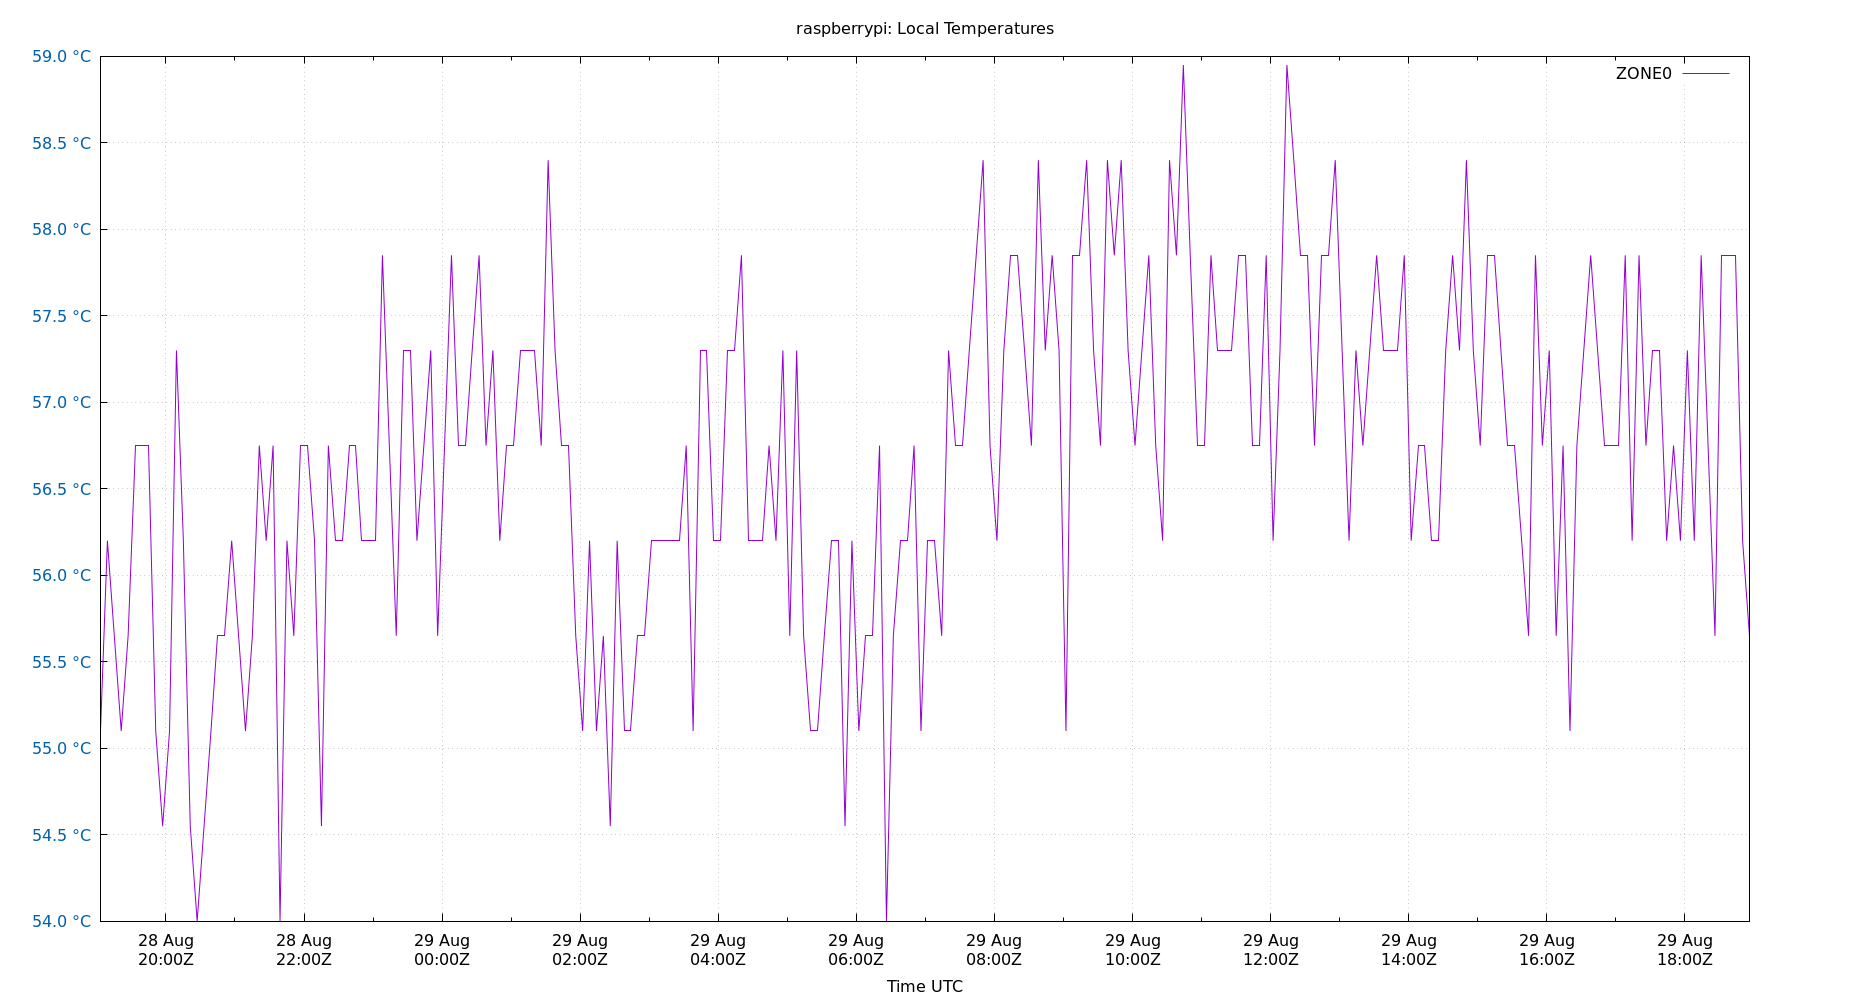 raspberrypi: Local Temperatures
59.0 °C
ZONE0
58.5 °C
58.0 °C
57.5 °C
57.0 °C
56.5 °C
56.0 °C
55.5 °C
55.0 °C
54.5 °C
54.0 °C
28 Aug 28 Aug 29 Aug 29 Aug 29 Aug 29 Aug 29 Aug 29 Aug 29 Aug 29 Aug 29 Aug 29 Aug
20:00Z 22:00Z 00:00Z 02:00Z 04:00Z 06:00Z 08:00Z 10:00Z 12:00Z 14:00Z 16:00Z 18:00Z
Time UTC